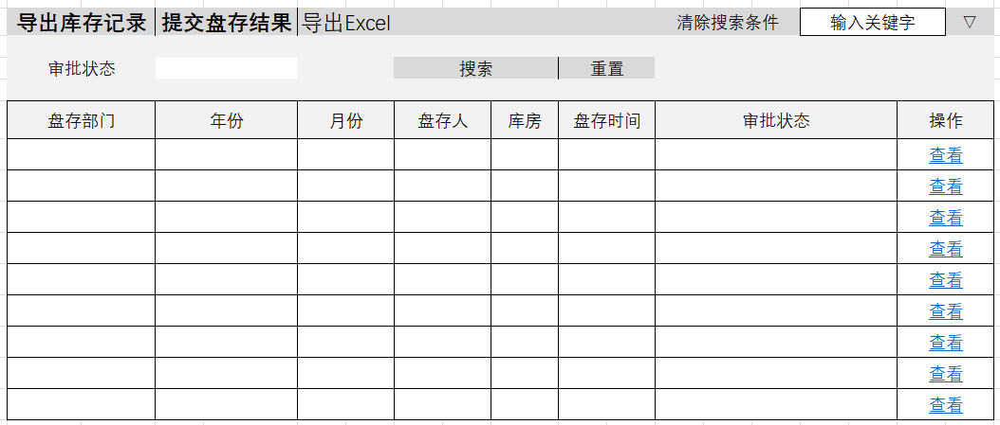 导出库存记录 提交盘存结果 导出Excel 清除搜索条件 输入关键字 ▽
审批状态 搜索 重置
盘存部门 年份 月份 盘存人 库房 盘存时间 审批状态 操作
查看
查看
查看
查看
查看
查看
查看
查看
查看